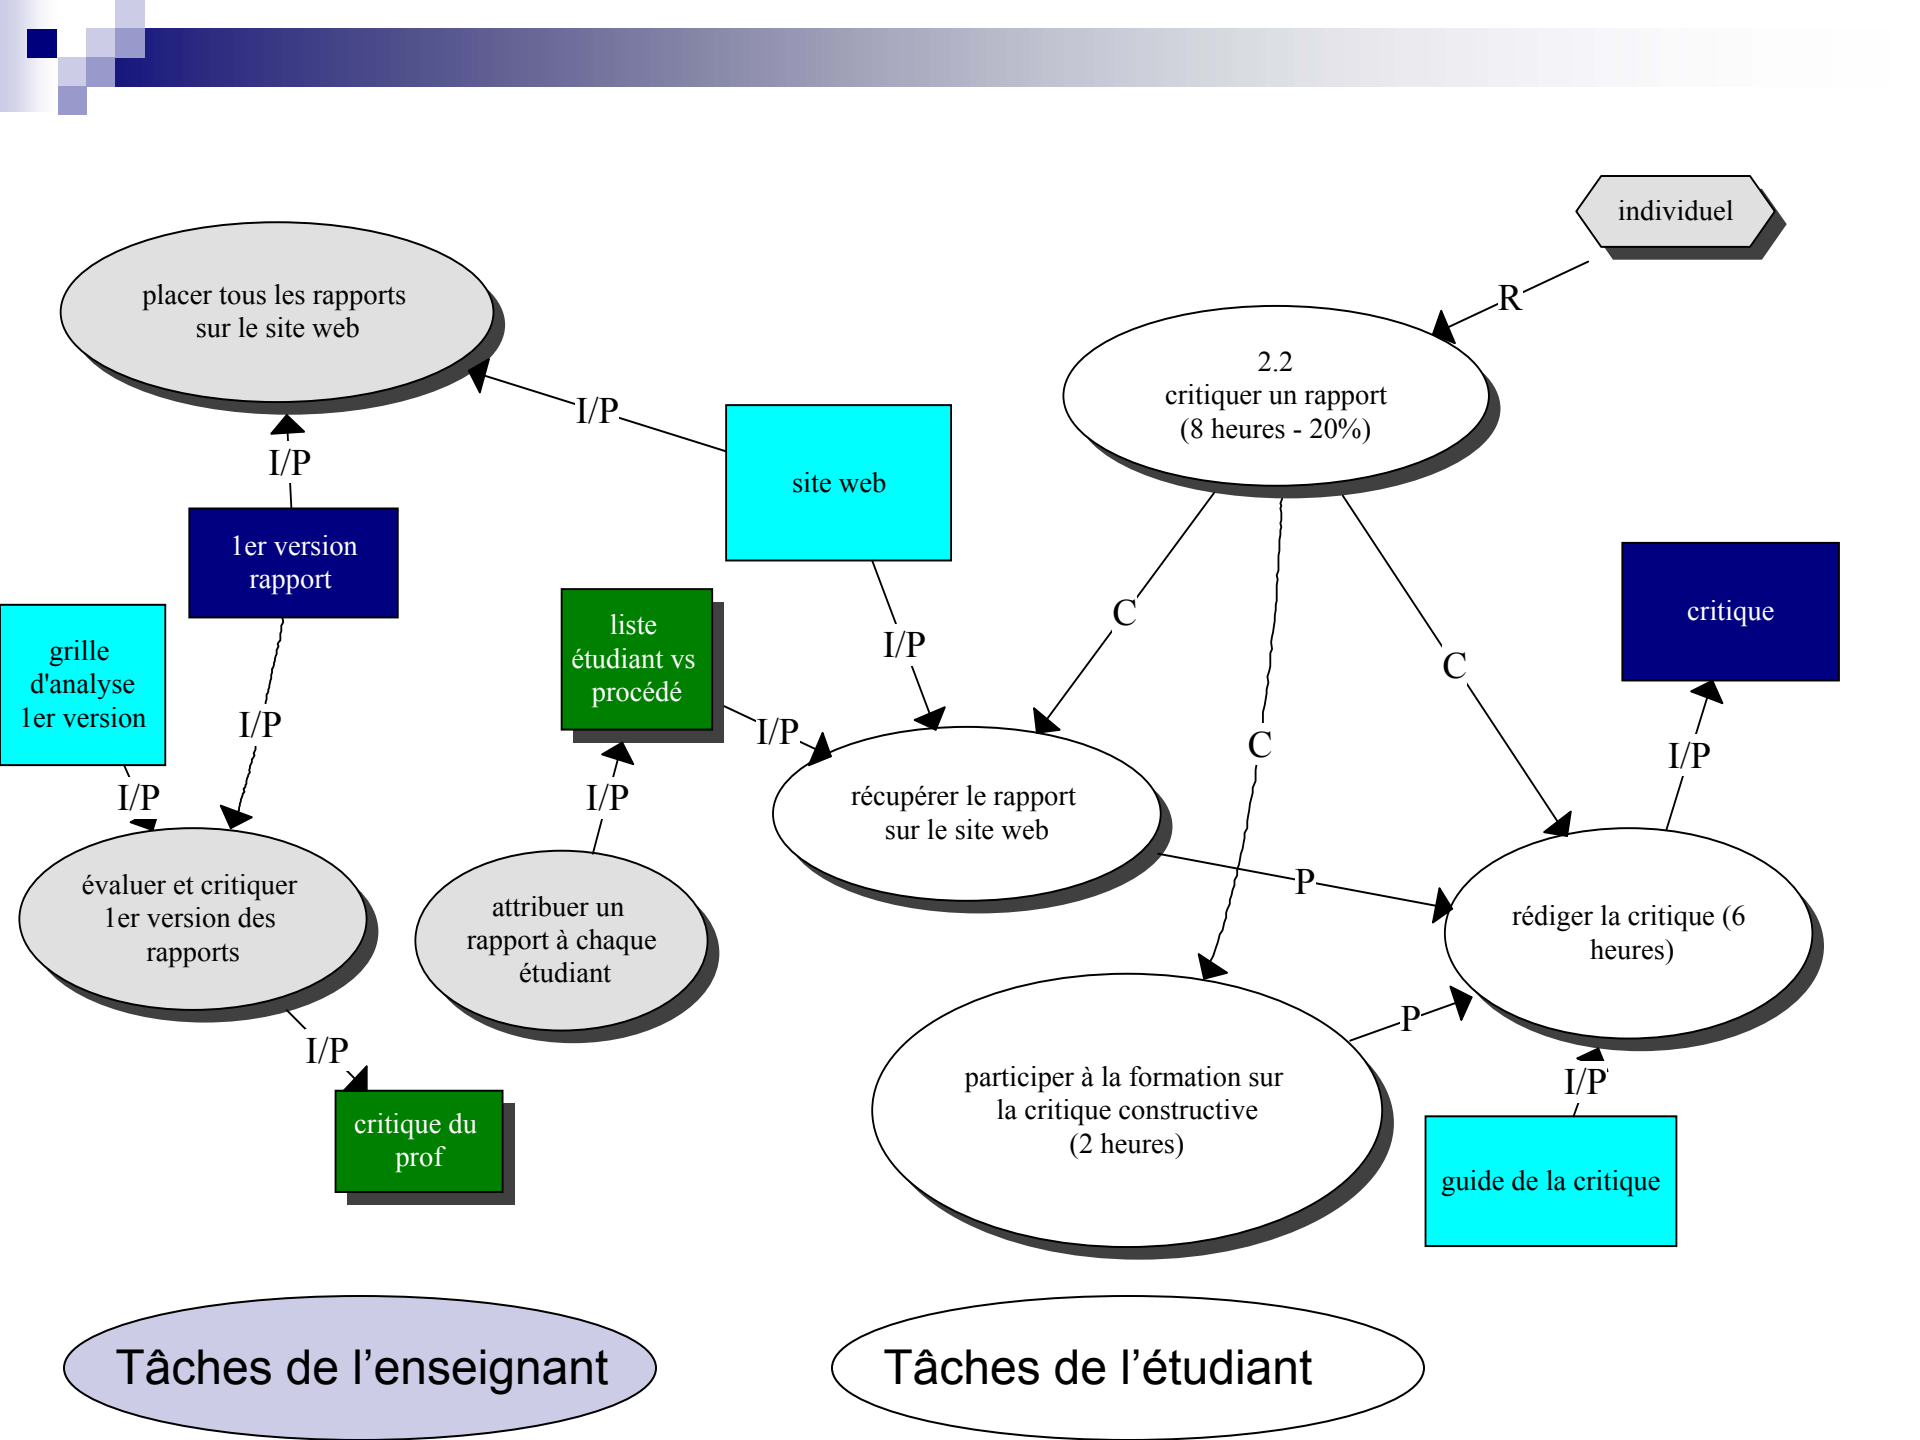 individuel
placer tous les rapports
sur le site web
R
2.2
critiquer un rapport
(8 heures - 20%)
I/P
I/P
site web
1er version
rapport
critique
liste
étudiant vs
procédé
grille
d'analyse
1er version
C
I/P
C
I/P
I/P
C
I/P
I/P
I/P
récupérer le rapport
sur le site web
évaluer et critiquer
1er version des
rapports
attribuer un
rapport à chaque
étudiant
P
rédiger la critique (6
heures)
P
I/P
participer à la formation sur
la critique constructive
(2 heures)
I/P
critique du
prof
guide de la critique
Tâches de l’enseignant
Tâches de l’étudiant